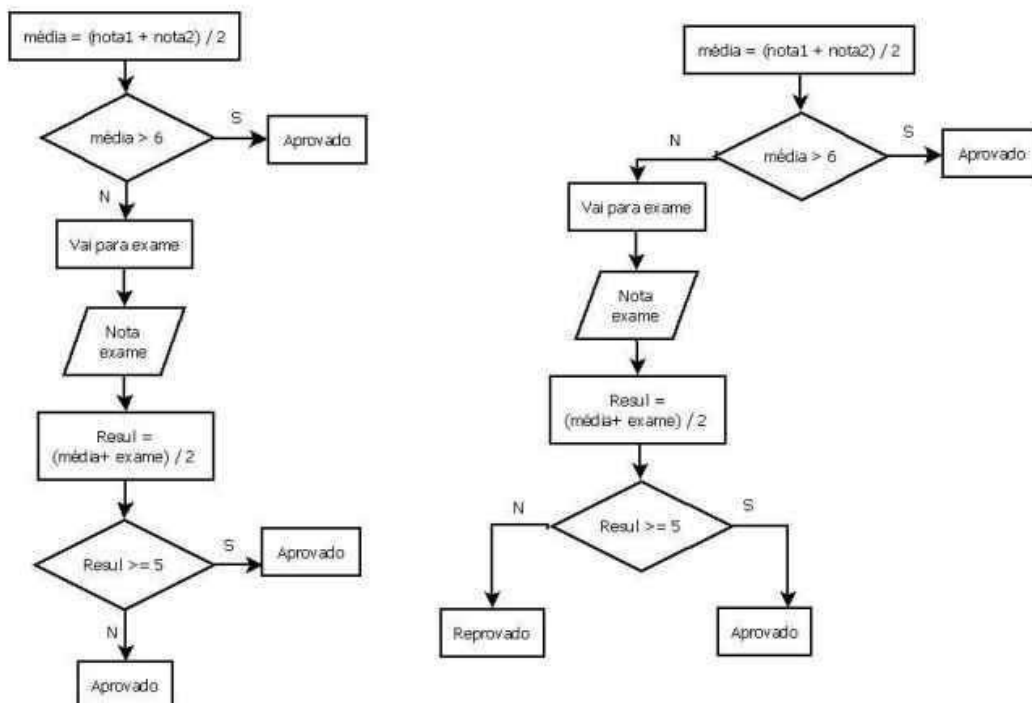 média = (nota1 + nota2) / 2
média > 6
S
Aprovado
N
Vai para exame
Nota
exame
Resul =
(média+ exame) / 2
Resul >= 5
S
Aprovado
N
Aprovado
média = (nota1 + nota2) / 2
média > 6
S
Aprovado
N
Vai para exame
Nota
exame
Resul =
(média+ exame) / 2
Resul >= 5
N
S
Reprovado
Aprovado